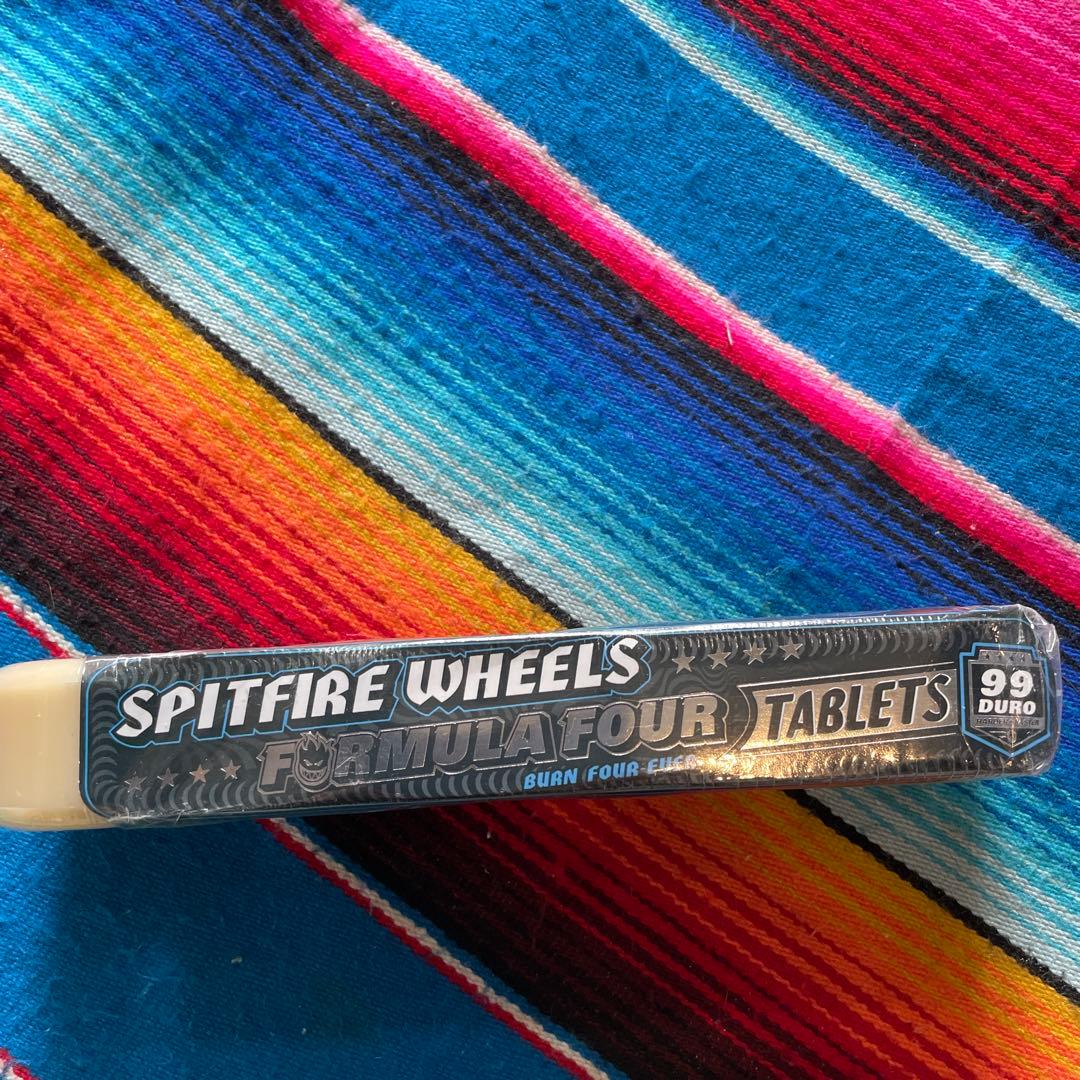 SPITFIRE WHEELS
FORMULA FOUR
TABLETS
BURN FOUR EVER
99
DURO